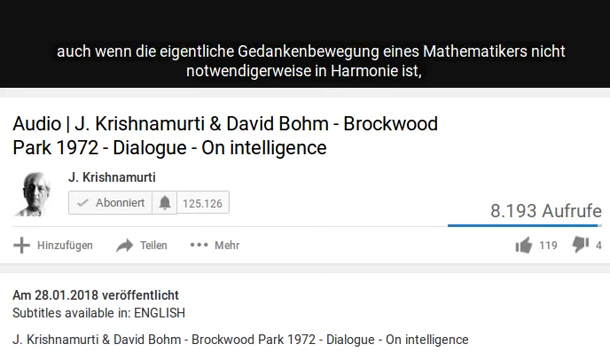 auch wenn die eigentliche Gedankenbewegung eines Mathematikers nicht
notwendigerweise in Harmonie ist,
Audio | J. Krishnamurti & David Bohm - Brockwood
Park 1972 - Dialogue - On intelligence
J. Krishnamurti
Abonniert 125.126
8.193 Aufrufe
Hinzufügen Teilen Mehr 119 4
Am 28.01.2018 veröffentlicht
Subtitles available in: ENGLISH
J. Krishnamurti & David Bohm - Brockwood Park 1972 - Dialogue - On intelligence